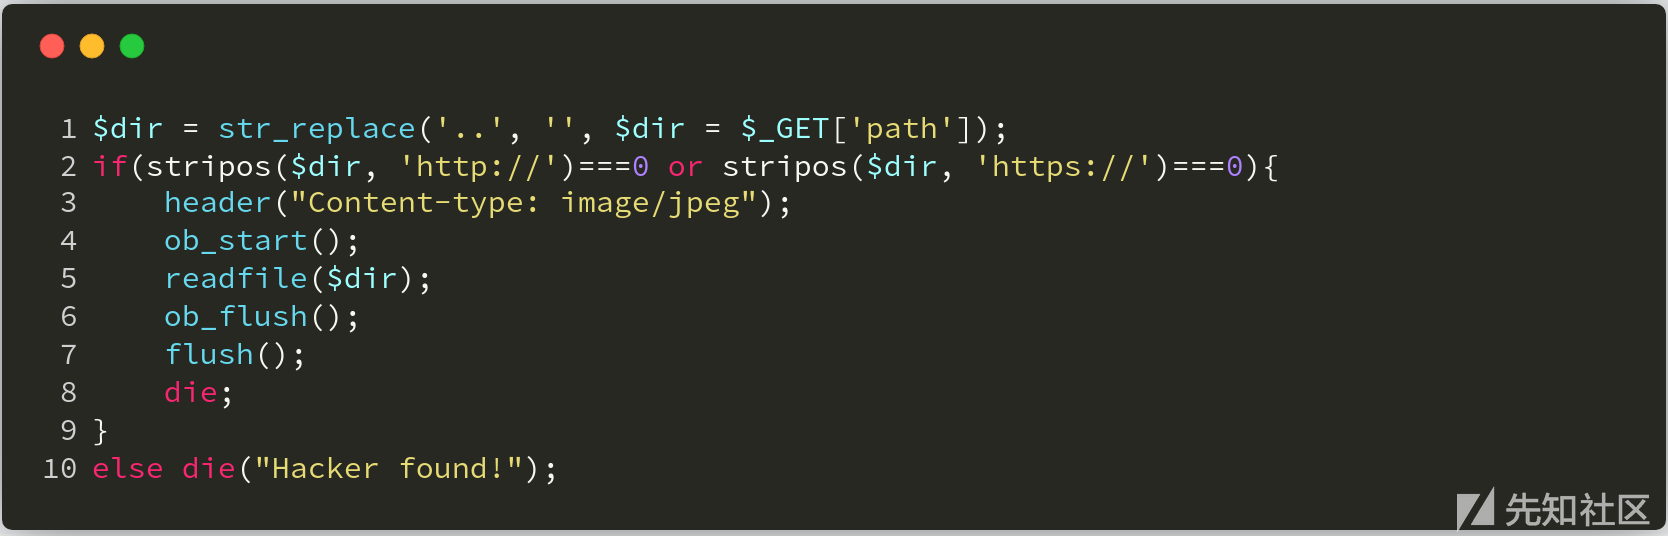 1 $dir = str_replace('..', '', $dir = $_GET['path']);
2 if(stripos($dir, 'http://')===0 or stripos($dir, 'https://')===0){
3     header("Content-type: image/jpeg");
4     ob_start();
5     readfile($dir);
6     ob_flush();
7     flush();
8     die;
9 }
10 else die("Hacker found!");
先知社区